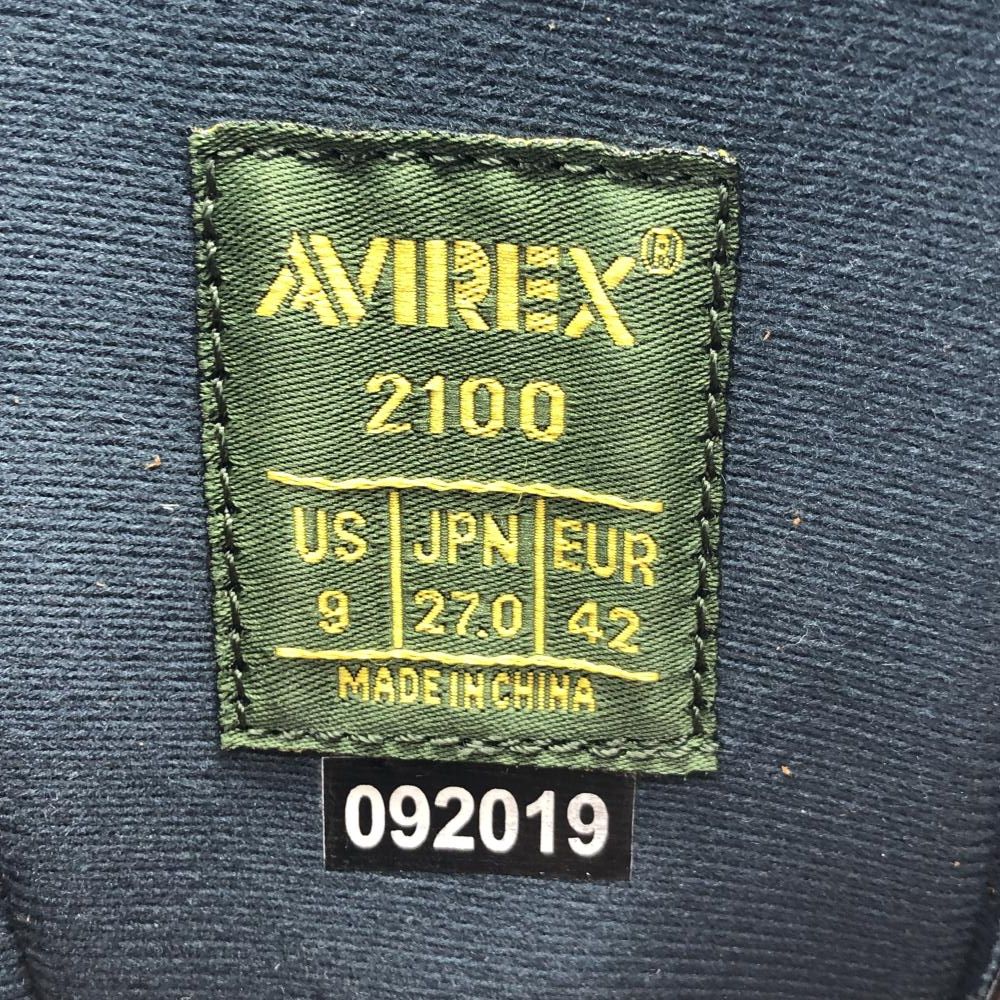 AVIREX®
2100
US JPN EUR
9 27.0 42
MADE IN CHINA
092019